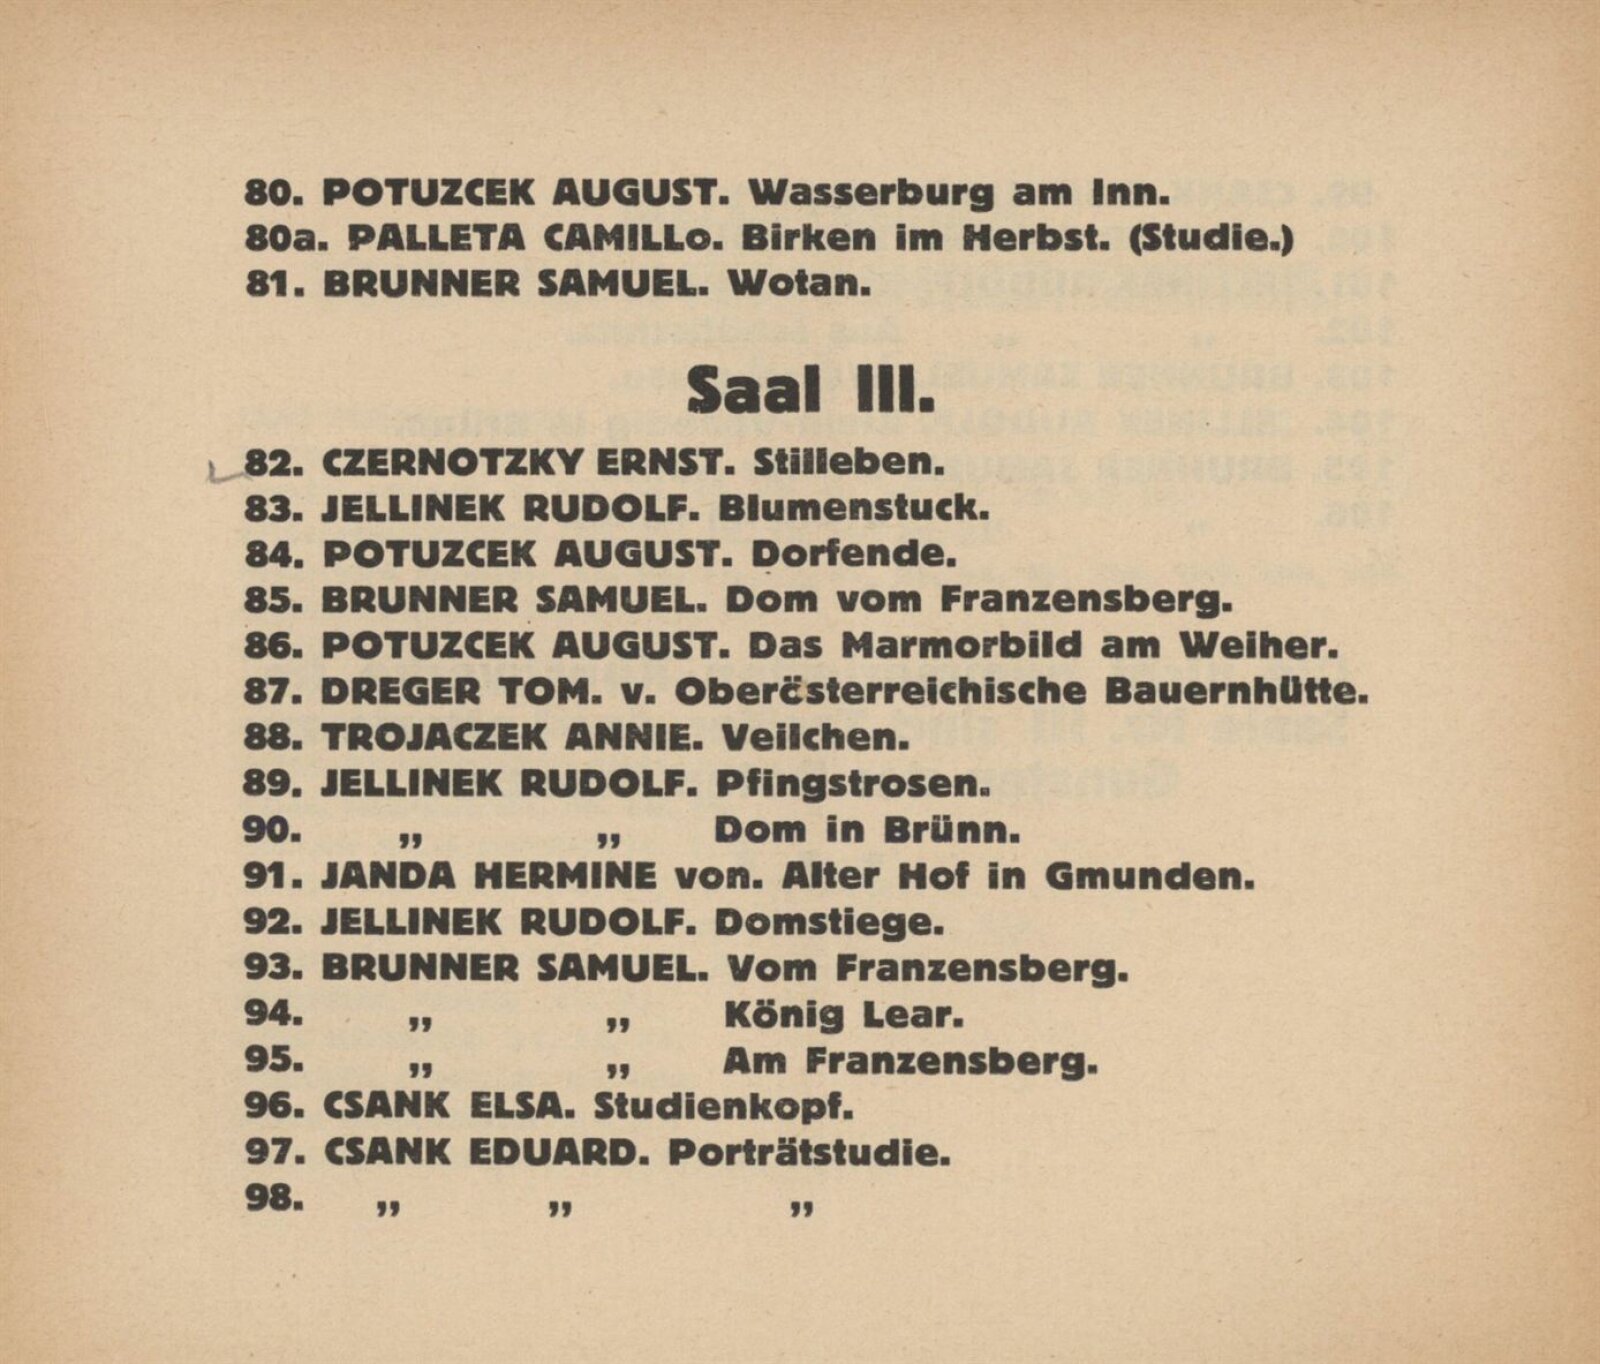 80. POTUZCEK AUGUST. Wasserburg am Inn.
80a. PALLETA CAMILLo. Birken im Herbst. (Studie.)
81. BRUNNER SAMUEL. Wotan.
Saal III.
82. CZERNOTZKY ERNST. Stilleben.
83. JELLINEK RUDOLF. Blumenstuck.
84. POTUZCEK AUGUST. Dorfende.
85. BRUNNER SAMUEL. Dom vom Franzensberg.
86. POTUZCEK AUGUST. Das Marmorbild am Weiher.
87. DREGER TOM. v. Oberösterreichische Bauernhütte.
88. TROJACZEK ANNIE. Veilchen.
89. JELLINEK RUDOLF. Pfingstrosen.
90. „ „ Dom in Brünn.
91. JANDA HERMINE von. Alter Hof in Gmunden.
92. JELLINEK RUDOLF. Domstiege.
93. BRUNNER SAMUEL. Vom Franzensberg.
94. „ „ König Lear.
95. „ „ Am Franzensberg.
96. CSANK ELSA. Studienkopf.
97. CSANK EDUARD. Porträtstudie.
98. „ „ „